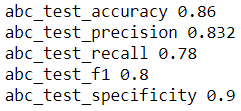 abc_test_accuracy 0.86
abc_test_precision 0.832
abc_test_recall 0.78
abc_test_f1 0.8
abc_test_specificity 0.9